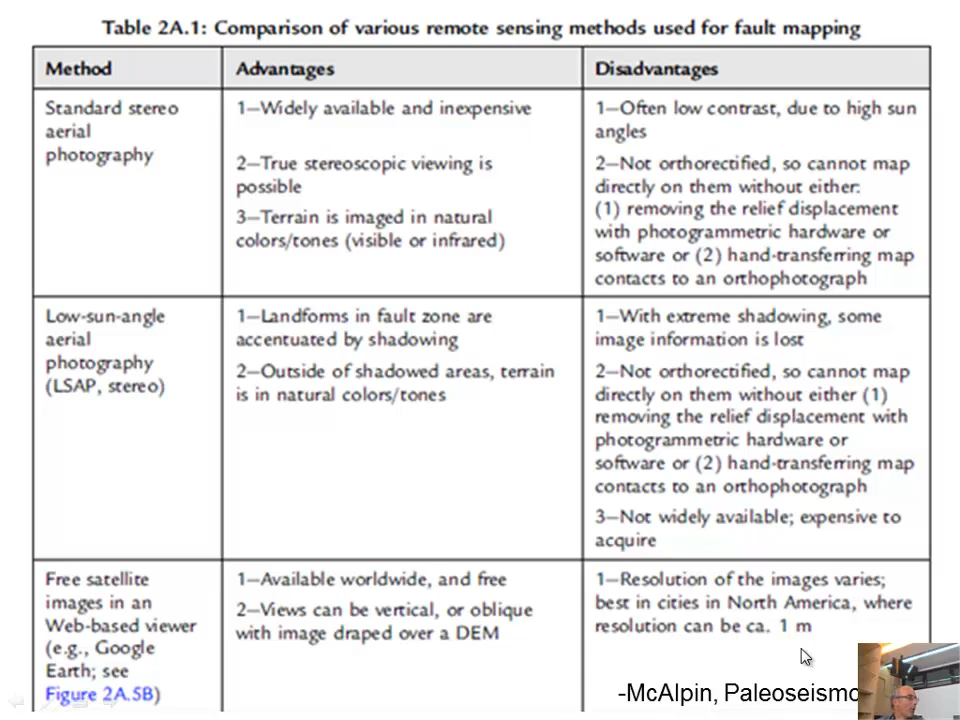 Table 2A.1: Comparison of various remote sensing methods used for fault mapping
Method
Advantages
Disadvantages
Standard stereo
aerial
photography
1—Widely available and inexpensive
2—True stereoscopic viewing is
possible
3—Terrain is imaged in natural
colors/tones (visible or infrared)
1—Often low contrast, due to high sun
angles
2—Not orthorectified, so cannot map
directly on them without either:
(1) removing the relief displacement
with photogrammetric hardware or
software or (2) hand-transferring map
contacts to an orthophotograph
Low-sun-angle
aerial
photography
(LSAP, stereo)
1—Landforms in fault zone are
accentuated by shadowing
2—Outside of shadowed areas, terrain
is in natural colors/tones
1—With extreme shadowing, some
image information is lost
2—Not orthorectified, so cannot map
directly on them without either (1)
removing the relief displacement with
photogrammetric hardware or
software or (2) hand-transferring map
contacts to an orthophotograph
3—Not widely available; expensive to
acquire
Free satellite
images in an
Web-based viewer
(e.g., Google
Earth; see
Figure 2A.5B)
1—Available worldwide, and free
2—Views can be vertical, or oblique
with image draped over a DEM
1—Resolution of the images varies;
best in cities in North America, where
resolution can be ca. 1 m
-McAlpin, Paleoseismo